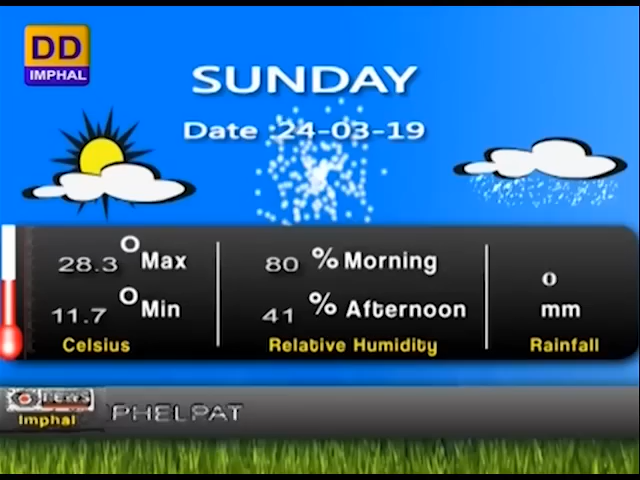 DD
IMPHAL
SUNDAY
Date :24-03-19
28.3 °Max
11.7 °Min
Celsius
80 % Morning
41 % Afternoon
Relative Humidity
0
mm
Rainfall
Imphal
PHELPAT